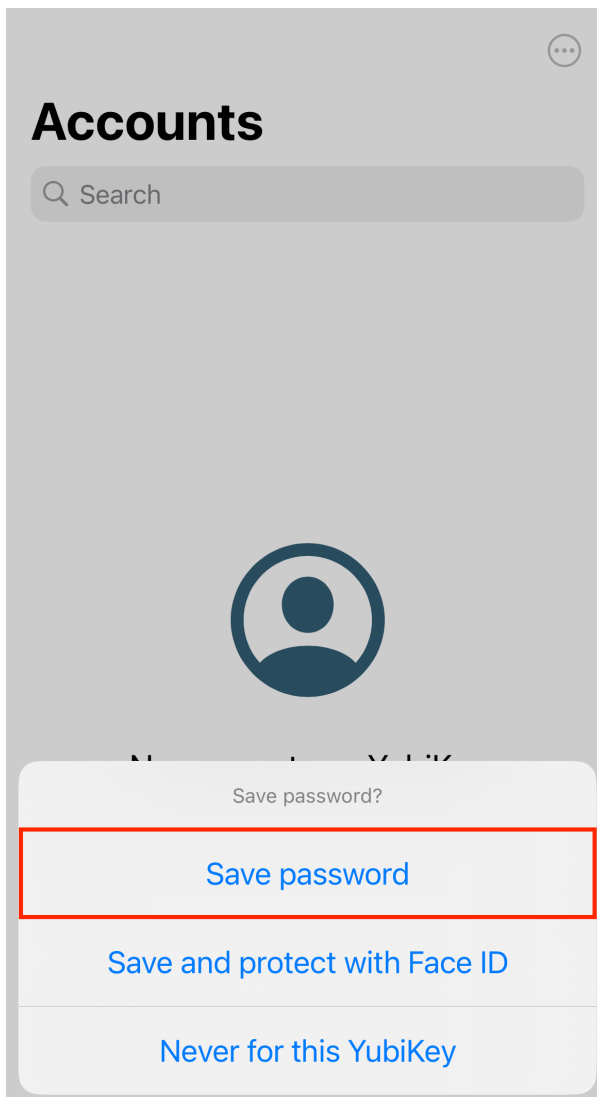 Accounts
Search
Save password?
Save password
Save and protect with Face ID
Never for this YubiKey